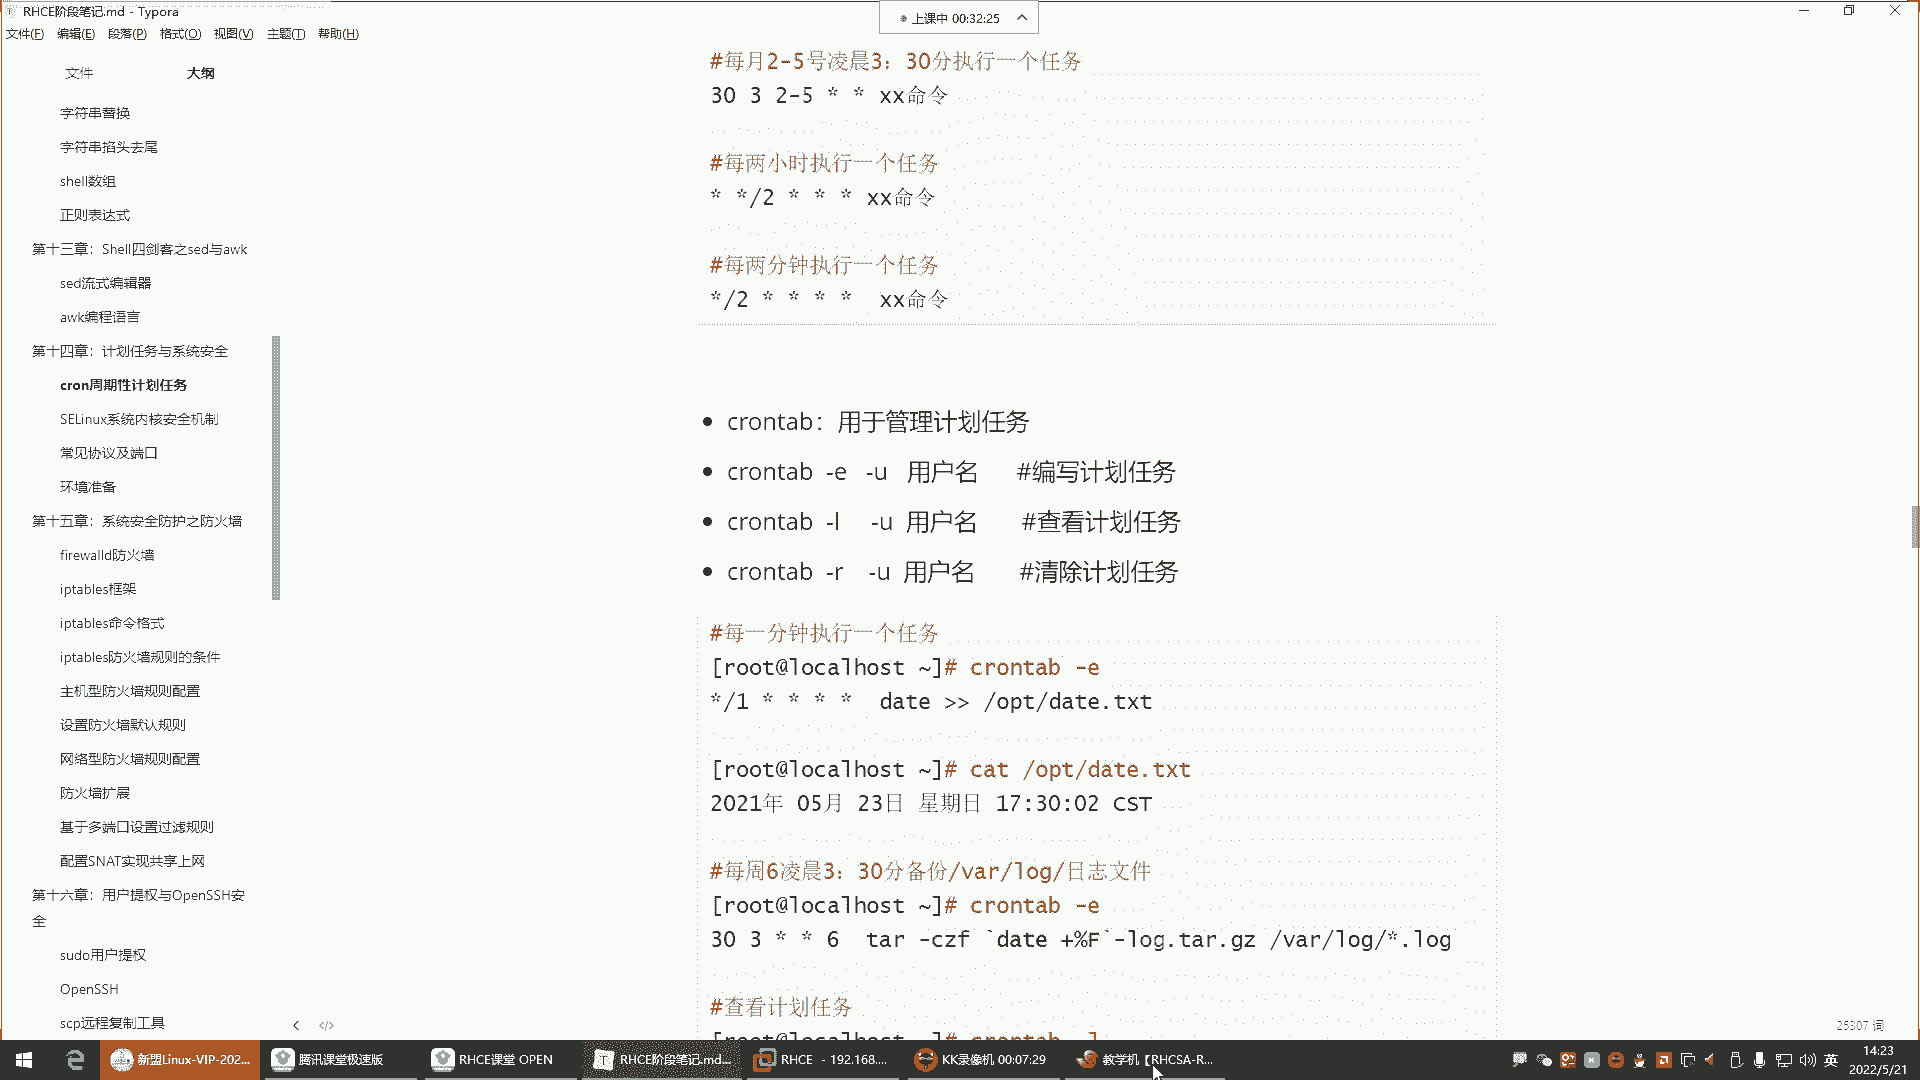 RHCE阶段笔记.md - Typora
上课中 00:32:25
文件(F) 编辑(E) 段落(P) 格式(O) 视图(V) 主题(T) 帮助(H)
文件 大纲
字符串替换
字符串掐头去尾
shell数组
正则表达式
第十三章：Shell四剑客之sed与awk
sed流式编辑器
awk编程语言
第十四章：计划任务与系统安全
cron周期性计划任务
SELinux系统内核安全机制
常见协议及端口
环境准备
第十五章：系统安全防护之防火墙
firewalld防火墙
iptables框架
iptables命令格式
iptables防火墙规则的条件
主机型防火墙规则配置
设置防火墙默认规则
网络型防火墙规则配置
防火墙扩展
基于多端口设置过滤规则
配置SNAT实现共享上网
第十六章：用户提权与OpenSSH安
全
sudo用户提权
OpenSSH
scp远程复制工具
#每月2-5号凌晨3：30分执行一个任务
30 3 2-5 * * xx命令
#每两小时执行一个任务
* */2 * * * xx命令
#每两分钟执行一个任务
*/2 * * * * xx命令
crontab：用于管理计划任务
crontab -e -u 用户名 #编写计划任务
crontab -l -u 用户名 #查看计划任务
crontab -r -u 用户名 #清除计划任务
#每一分钟执行一个任务
[root@localhost ~]# crontab -e
*/1 * * * * date >> /opt/date.txt
[root@localhost ~]# cat /opt/date.txt
2021年 05月 23日 星期日 17:30:02 CST
#每周6凌晨3：30分备份/var/log/日志文件
[root@localhost ~]# crontab -e
30 3 * * 6 tar -czf `date +%F`-log.tar.gz /var/log/*.log
#查看计划任务
[root@localhost ~]# crontab -l
25307 词
新盟Linux-VIP-202... 腾讯课堂极速版 RHCE课堂 OPEN RHCE阶段笔记.md... RHCE - 192.168.... KK录像机 00:07:29 教学机【RHCSA-R... 英 14:23
2022/5/21